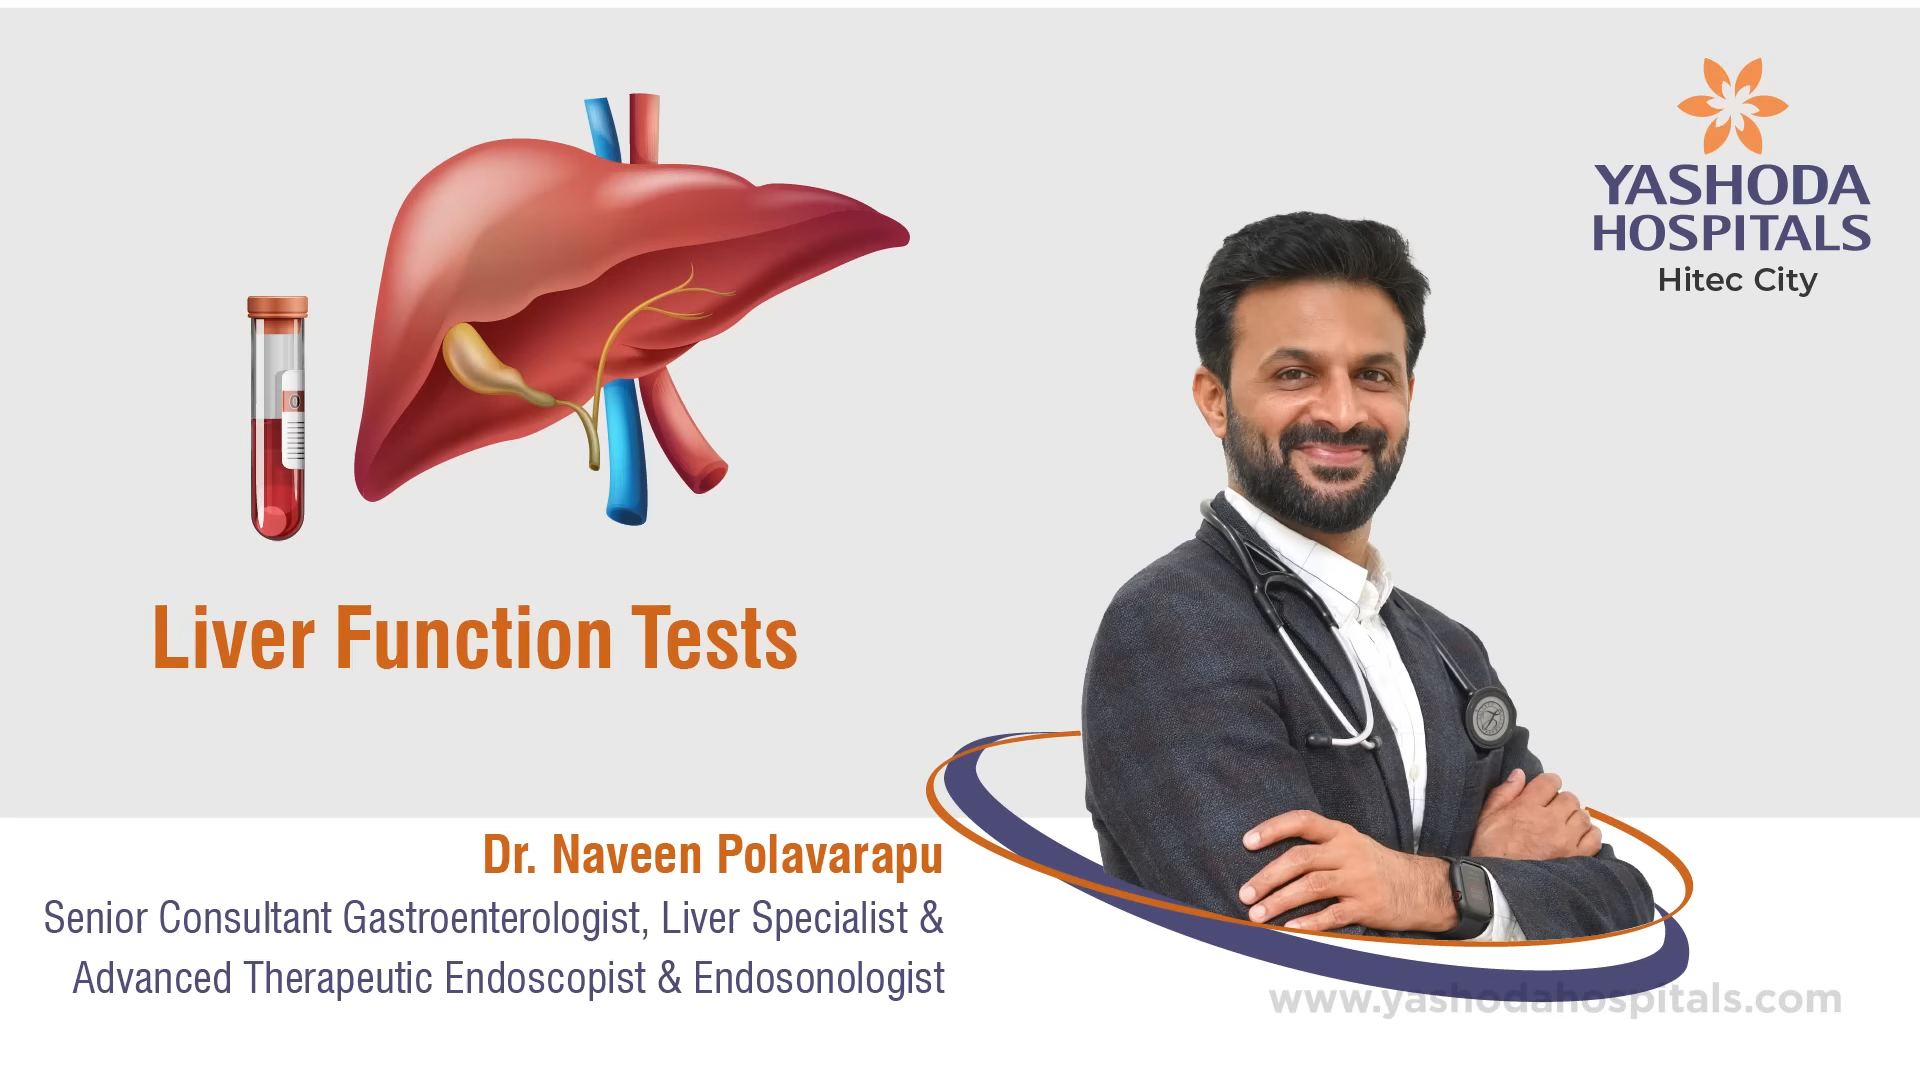 YASHODA
HOSPITALS
Hitec City
Liver Function Tests
Dr. Naveen Polavarapu
Senior Consultant Gastroenterologist, Liver Specialist &
Advanced Therapeutic Endoscopist & Endosonologist
www.yashodahospitals.com